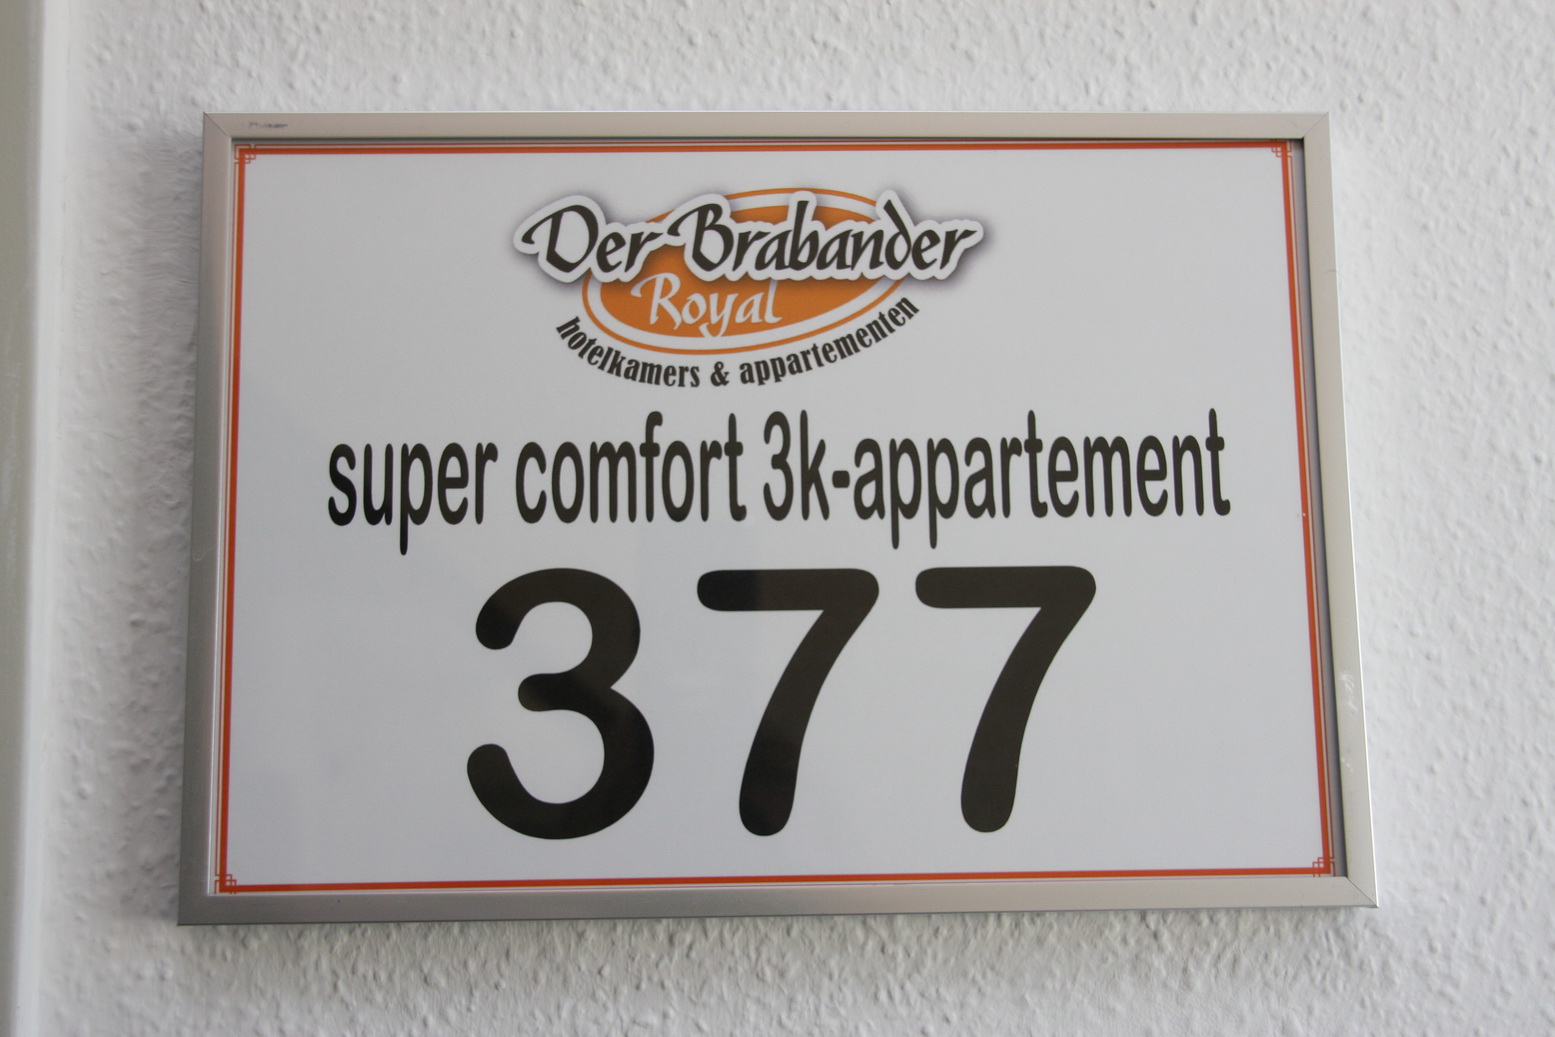 Der Brabander
Royal
hotelkamers & appartementen
super comfort 3k-appartement
377